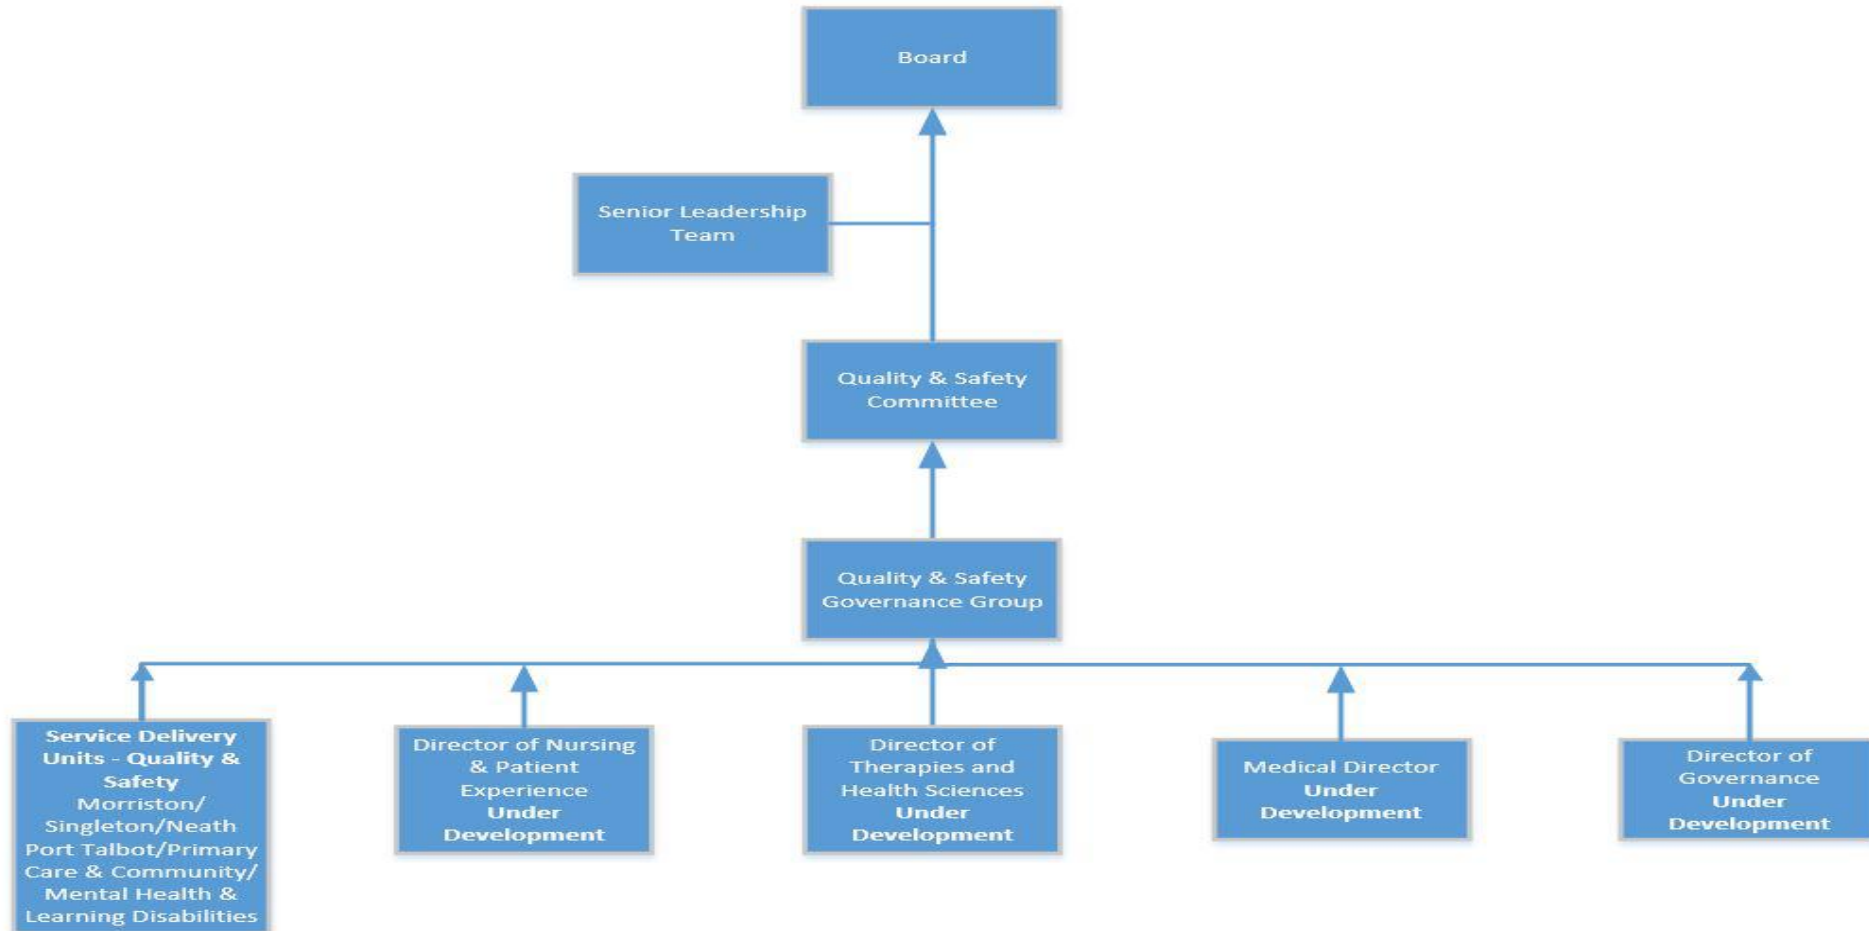 Board
Senior Leadership
Team
Quality & Safety
Committee
Quality & Safety
Governance Group
Service Delivery
Units - Quality &
Safety
Morriston/
Singleton/Neath
Port Talbot/Primary
Care & Community/
Mental Health &
Learning Disabilities
Director of Nursing
& Patient
Experience
Under
Development
Director of
Therapies and
Health Sciences
Under
Development
Medical Director
Under
Development
Director of
Governance
Under
Development